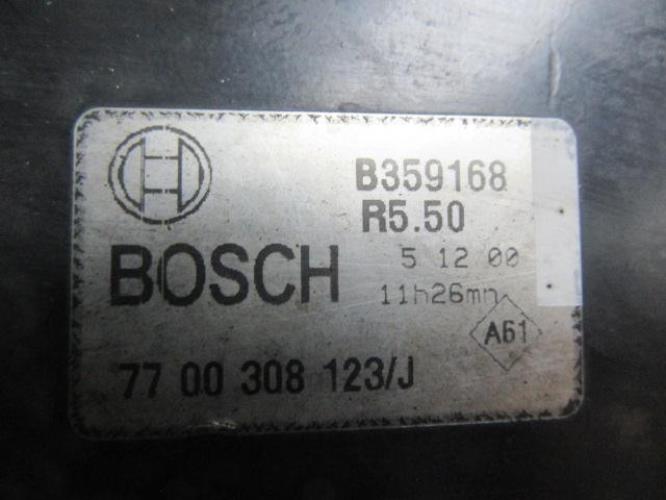 B359168
R5.50
BOSCH
5 12 00
11h26mn
A61
77 00 308 123/J